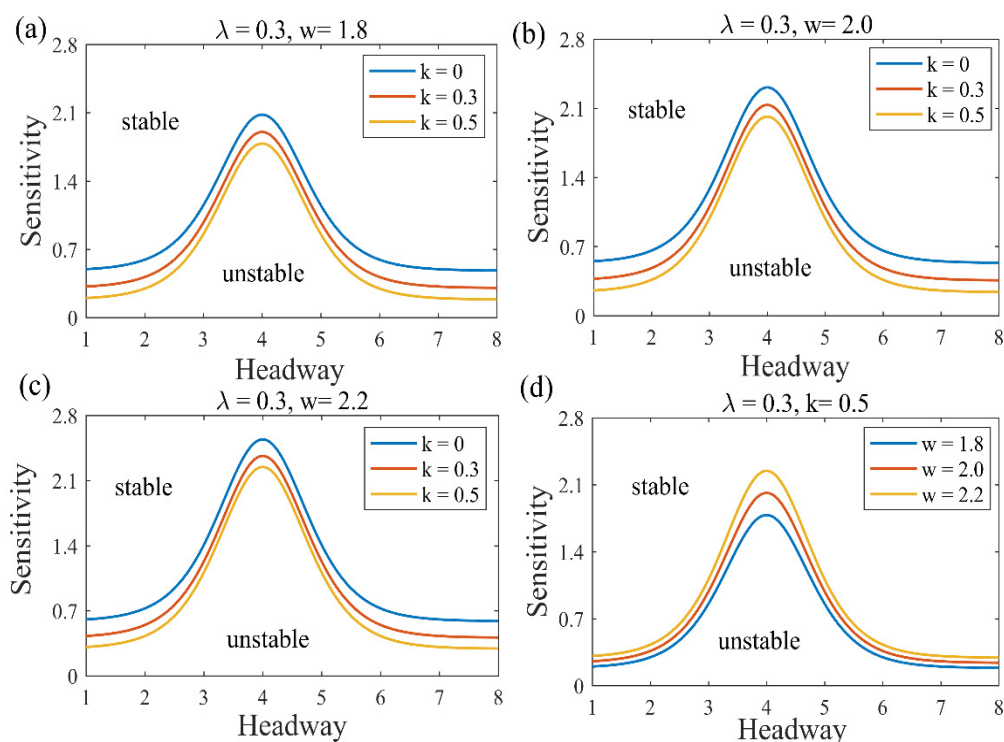 (a)
λ = 0.3, w= 1.8
2.8
2.1
1.4
0.7
0
Sensitivity
stable
unstable
k = 0
k = 0.3
k = 0.5
1 2 3 4 5 6 7 8
Headway
(b)
λ = 0.3, w= 2.0
2.8
2.1
1.4
0.7
0
Sensitivity
stable
unstable
k = 0
k = 0.3
k = 0.5
1 2 3 4 5 6 7 8
Headway
(c)
λ = 0.3, w= 2.2
2.8
2.1
1.4
0.7
0
Sensitivity
stable
unstable
k = 0
k = 0.3
k = 0.5
1 2 3 4 5 6 7 8
Headway
(d)
λ = 0.3, k= 0.5
2.8
2.1
1.4
0.7
0
Sensitivity
stable
unstable
w = 1.8
w = 2.0
w = 2.2
1 2 3 4 5 6 7 8
Headway